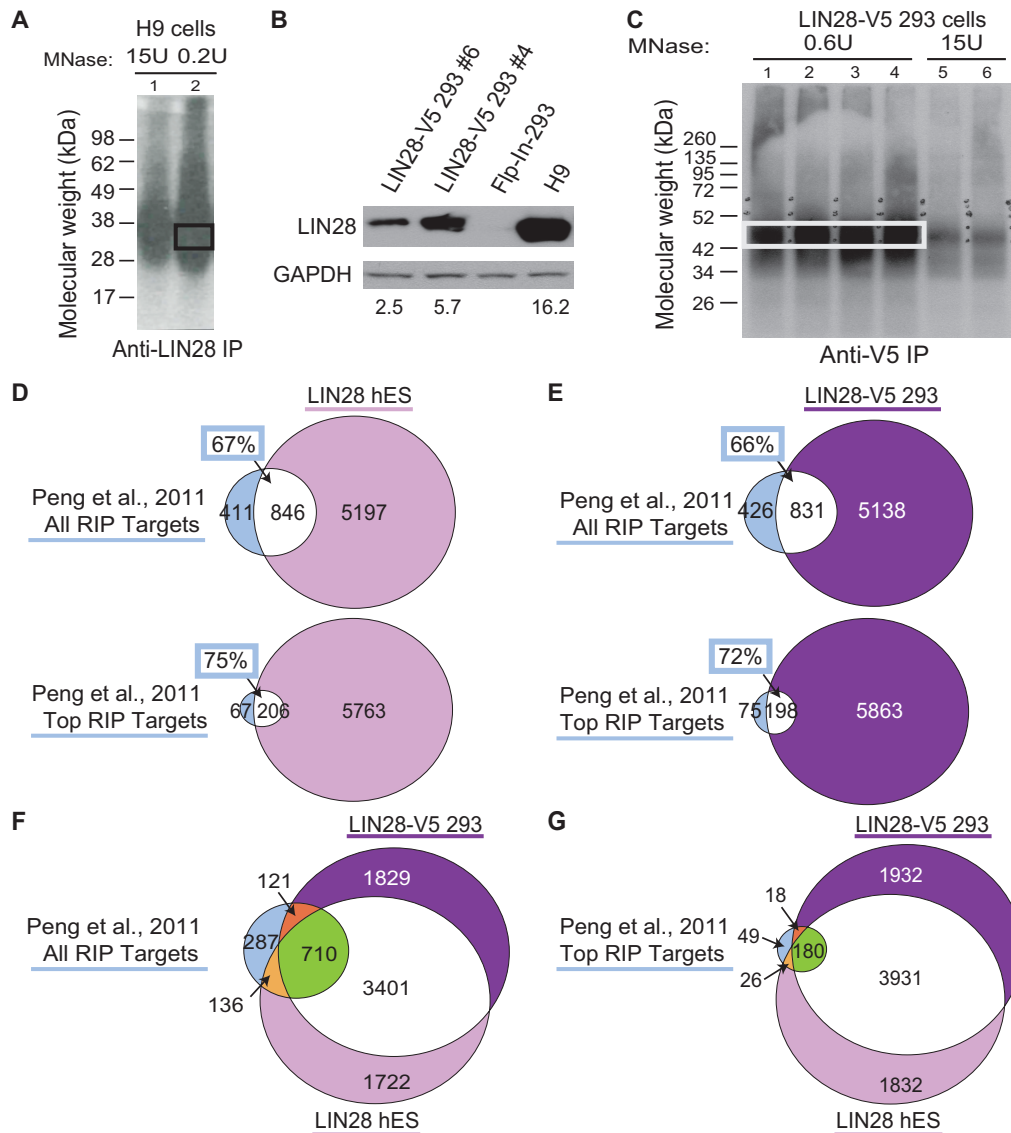 A
H9 cells
MNase: 15U 0.2U
1 2
Molecular weight (kDa)
98
62
49
38
28
17
Anti-LIN28 IP
B
LIN28-V5 293 #6
LIN28-V5 293 #4
Flp-In-293
H9
LIN28
GAPDH
2.5 5.7 16.2
C
LIN28-V5 293 cells
MNase: 0.6U 15U
1 2 3 4 5 6
Molecular weight (kDa)
260
135
95
72
52
42
34
26
Anti-V5 IP
D
LIN28 hES
67%
Peng et al., 2011
All RIP Targets
411 846 5197
75%
Peng et al., 2011
Top RIP Targets
67 206 5763
E
LIN28-V5 293
66%
Peng et al., 2011
All RIP Targets
426 831 5138
72%
Peng et al., 2011
Top RIP Targets
75 198 5863
F
LIN28-V5 293
1829
121
Peng et al., 2011
All RIP Targets
287 710
3401
136
1722
LIN28 hES
G
LIN28-V5 293
1932
18
Peng et al., 2011
Top RIP Targets
49
180
26
3931
1832
LIN28 hES